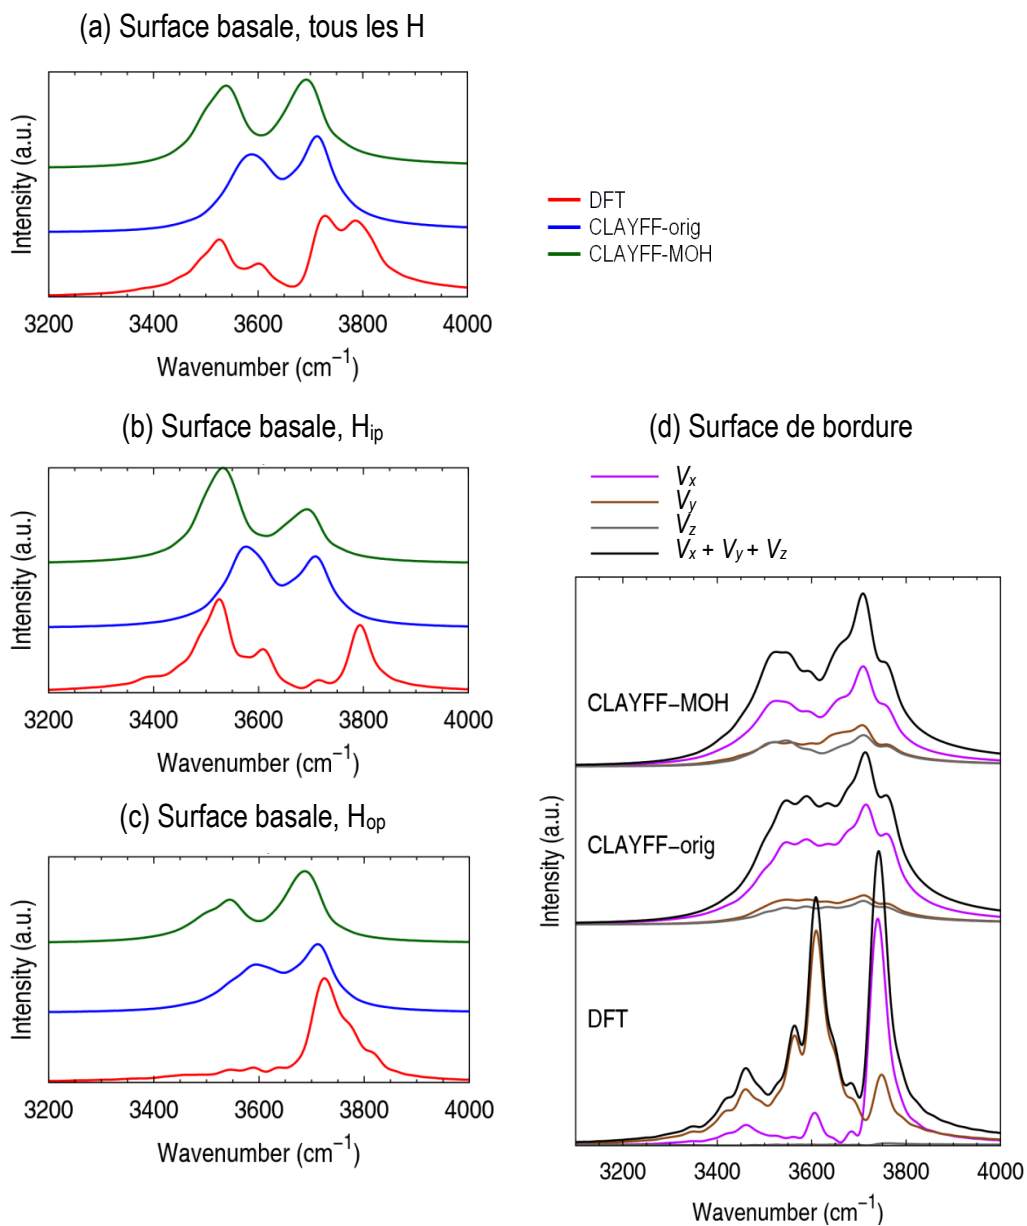 (a) Surface basale, tous les H
Intensity (a.u.)
3200 3400 3600 3800 4000
Wavenumber (cm⁻¹)
DFT
CLAYFF-orig
CLAYFF-MOH
(b) Surface basale, Hip
Intensity (a.u.)
3200 3400 3600 3800 4000
Wavenumber (cm⁻¹)
(c) Surface basale, Hop
Intensity (a.u.)
3200 3400 3600 3800 4000
Wavenumber (cm⁻¹)
(d) Surface de bordure
Vx
Vy
Vz
Vx + Vy + Vz
CLAYFF−MOH
CLAYFF−orig
DFT
Intensity (a.u.)
3200 3400 3600 3800 4000
Wavenumber (cm⁻¹)